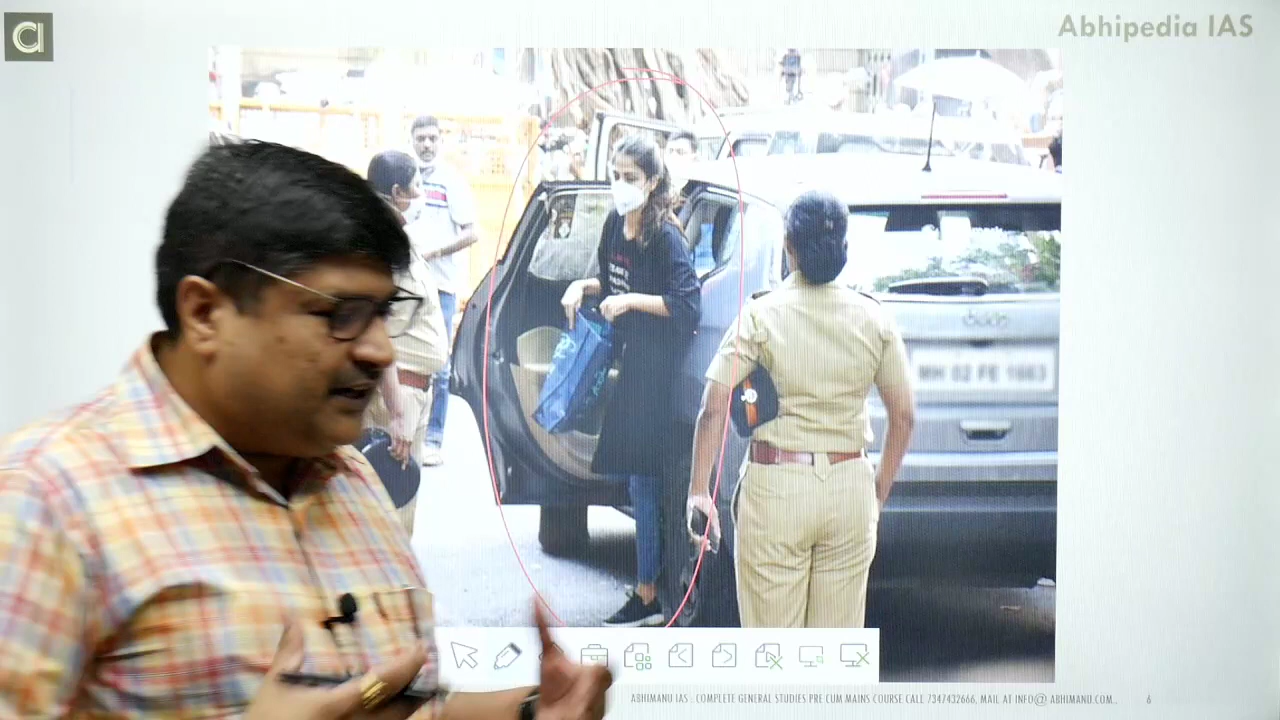 Abhipedia IAS
MH 02 FE 1663
ABHIMANU IAS : COMPLETE GENERAL STUDIES PRE CUM MAINS COURSE CALL 7347432666, MAIL AT INFO@ ABHIMANU.COM..
6